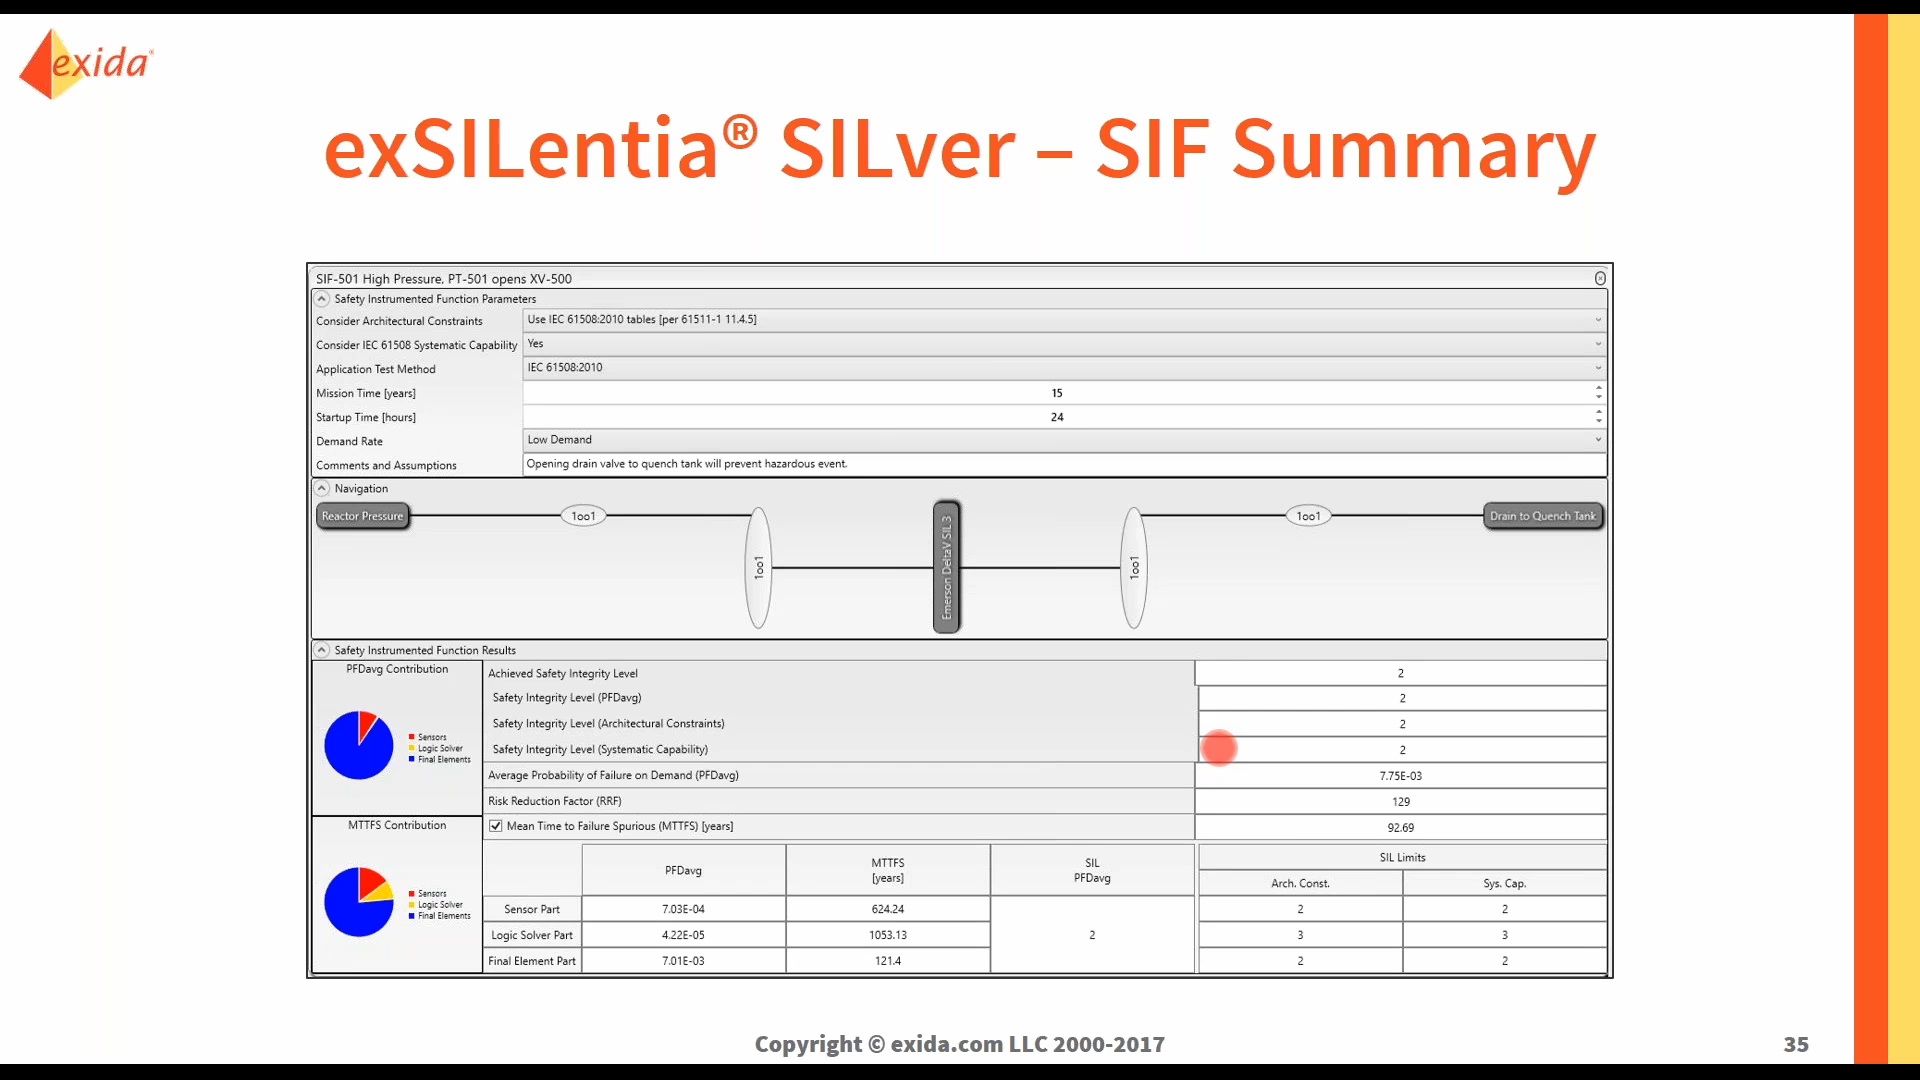 exida®
exSILentia® SILver – SIF Summary
SIF-501 High Pressure, PT-501 opens XV-500
Safety Instrumented Function Parameters
Consider Architectural Constraints Use IEC 61508:2010 tables [per 61511-1 11.4.5]
Consider IEC 61508 Systematic Capability Yes
Application Test Method IEC 61508:2010
Mission Time [years] 15
Startup Time [hours] 24
Demand Rate Low Demand
Comments and Assumptions Opening drain valve to quench tank will prevent hazardous event.
Navigation
Reactor Pressure 1oo1 1oo1 Emerson DeltaV SIL 3 1oo1 1oo1 Drain to Quench Tank
Safety Instrumented Function Results
PFDavg Contribution
Sensors
Logic Solver
Final Elements
MTTFS Contribution
Sensors
Logic Solver
Final Elements
Achieved Safety Integrity Level 2
Safety Integrity Level (PFDavg) 2
Safety Integrity Level (Architectural Constraints) 2
Safety Integrity Level (Systematic Capability) 2
Average Probability of Failure on Demand (PFDavg) 7.75E-03
Risk Reduction Factor (RRF) 129
Mean Time to Failure Spurious (MTTFS) [years] 92.69
PFDavg MTTFS [years] SIL PFDavg SIL Limits
Arch. Const. Sys. Cap.
Sensor Part 7.03E-04 624.24 2 2
Logic Solver Part 4.22E-05 1053.13 2 3 3
Final Element Part 7.01E-03 121.4 2 2
Copyright © exida.com LLC 2000-2017
35